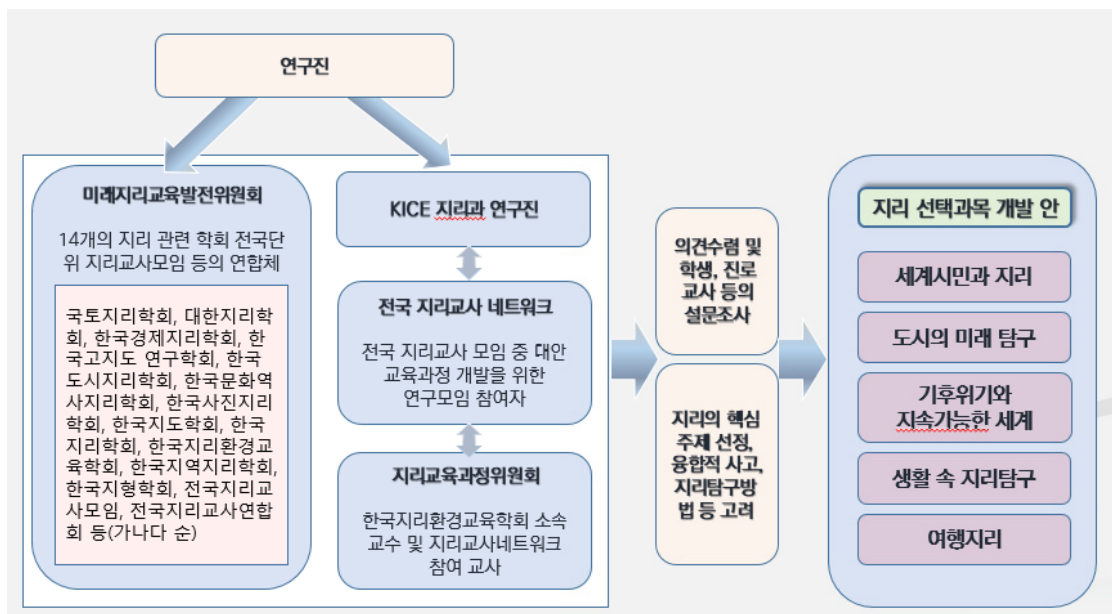 연구진
미래지리교육발전위원회
14개의 지리 관련 학회 전국단
위 지리교사모임 등의 연합체
국토지리학회, 대한지리학
회, 한국경제지리학회, 한
국고지도 연구학회, 한국
도시지리학회, 한국문화역
사지리학회, 한국사진지리
학회, 한국지도학회, 한국
지리학회, 한국지리환경교
육학회, 한국지역지리학회,
한국지형학회, 전국지리교
사모임, 전국지리교사연합
회 등(가나다 순)
KICE 지리과 연구진
전국 지리교사 네트워크
전국 지리교사 모임 중 대안
교육과정 개발을 위한
연구모임 참여자
지리교육과정위원회
한국지리환경교육학회 소속
교수 및 지리교사네트워크
참여 교사
의견수렴 및
학생, 진로
교사 등의
설문조사
지리의 핵심
주제 선정,
융합적 사고,
지리탐구방
법 등 고려
지리 선택과목 개발 안
세계시민과 지리
도시의 미래 탐구
기후위기와
지속가능한 세계
생활 속 지리탐구
여행지리